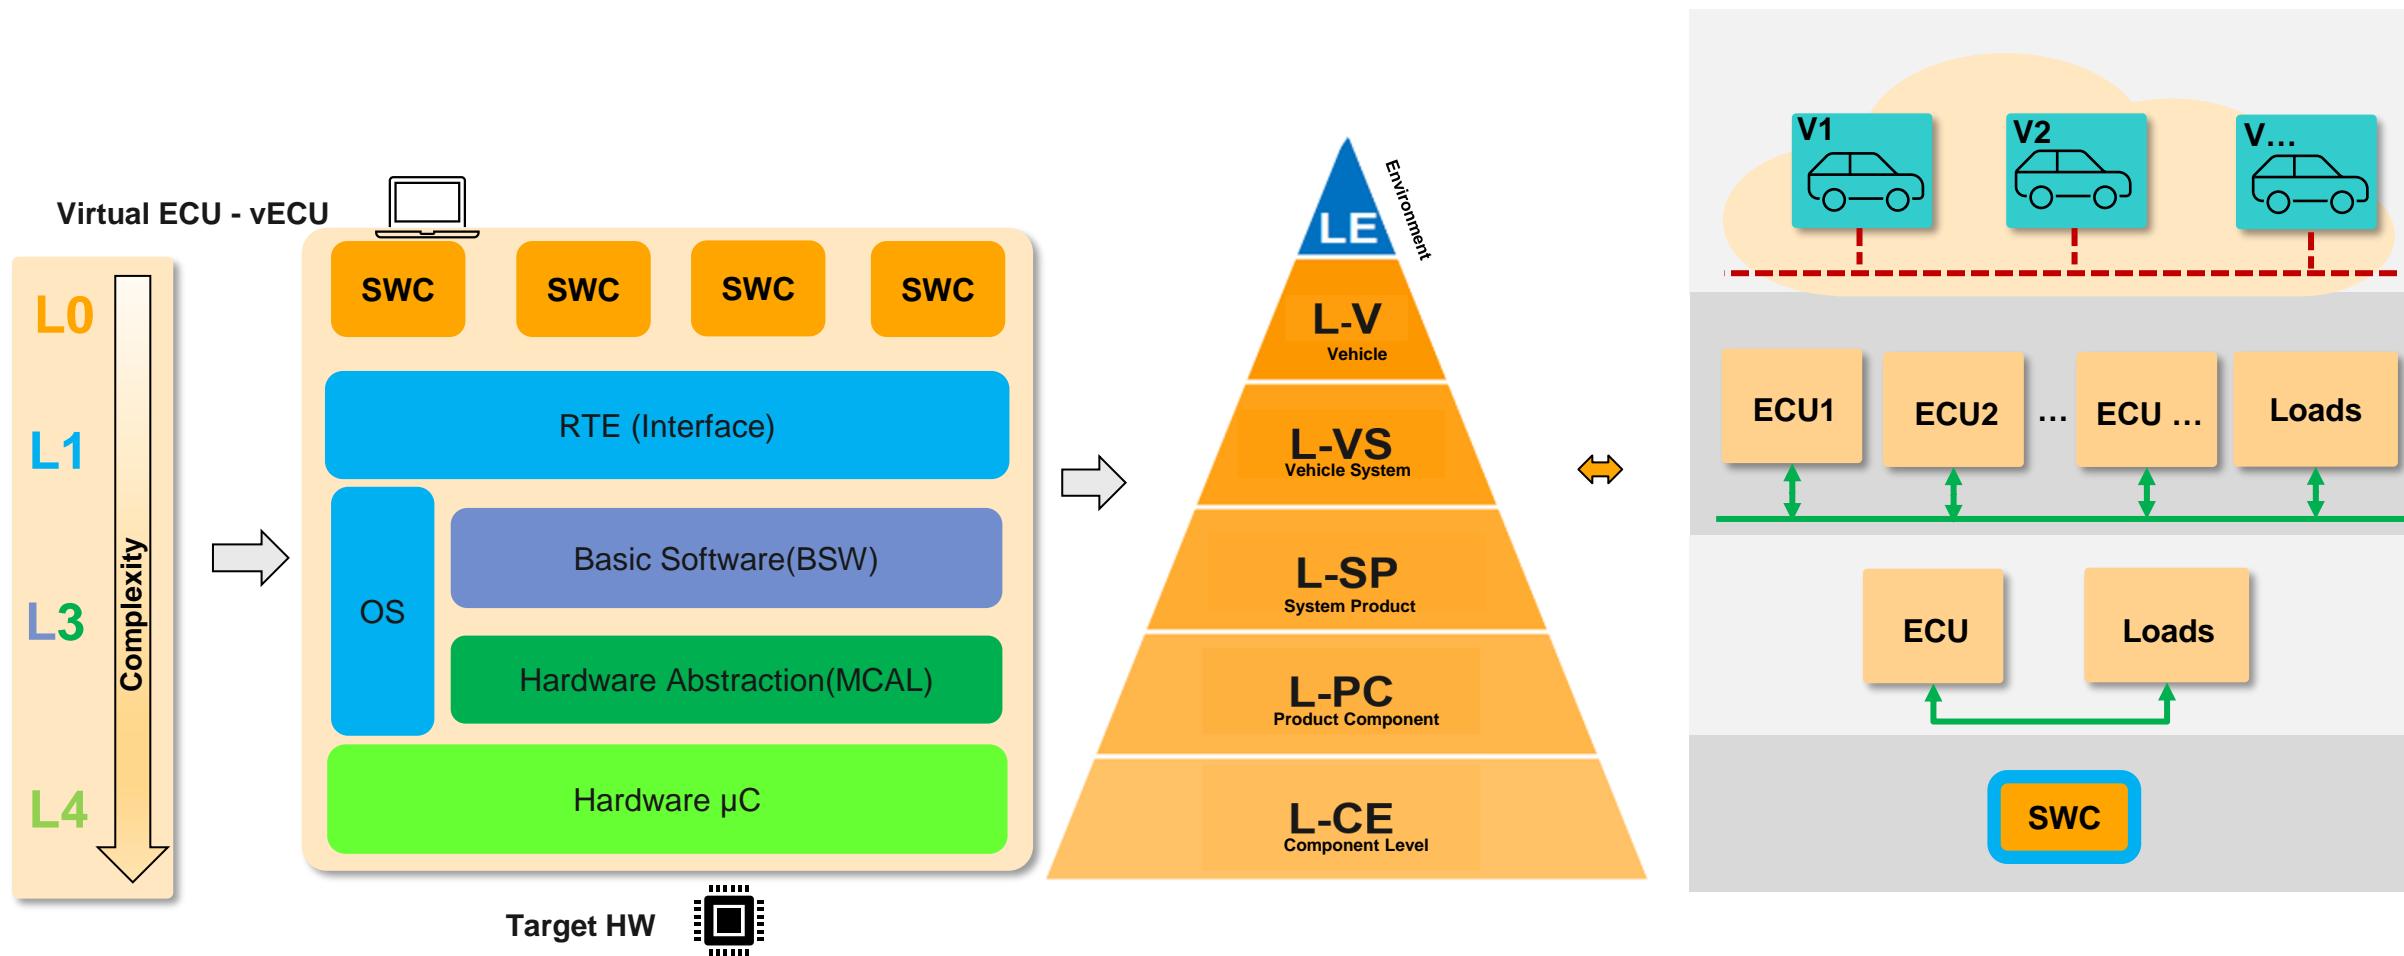 Virtual ECU - vECU
L0
L1
L3
L4
Complexity
SWC
SWC
SWC
SWC
RTE (Interface)
OS
Basic Software(BSW)
Hardware Abstraction(MCAL)
Hardware µC
Target HW
LE
Environment
L-V
Vehicle
L-VS
Vehicle System
L-SP
System Product
L-PC
Product Component
L-CE
Component Level
V1
V2
V...
ECU1
ECU2
...
ECU ...
Loads
ECU
Loads
SWC